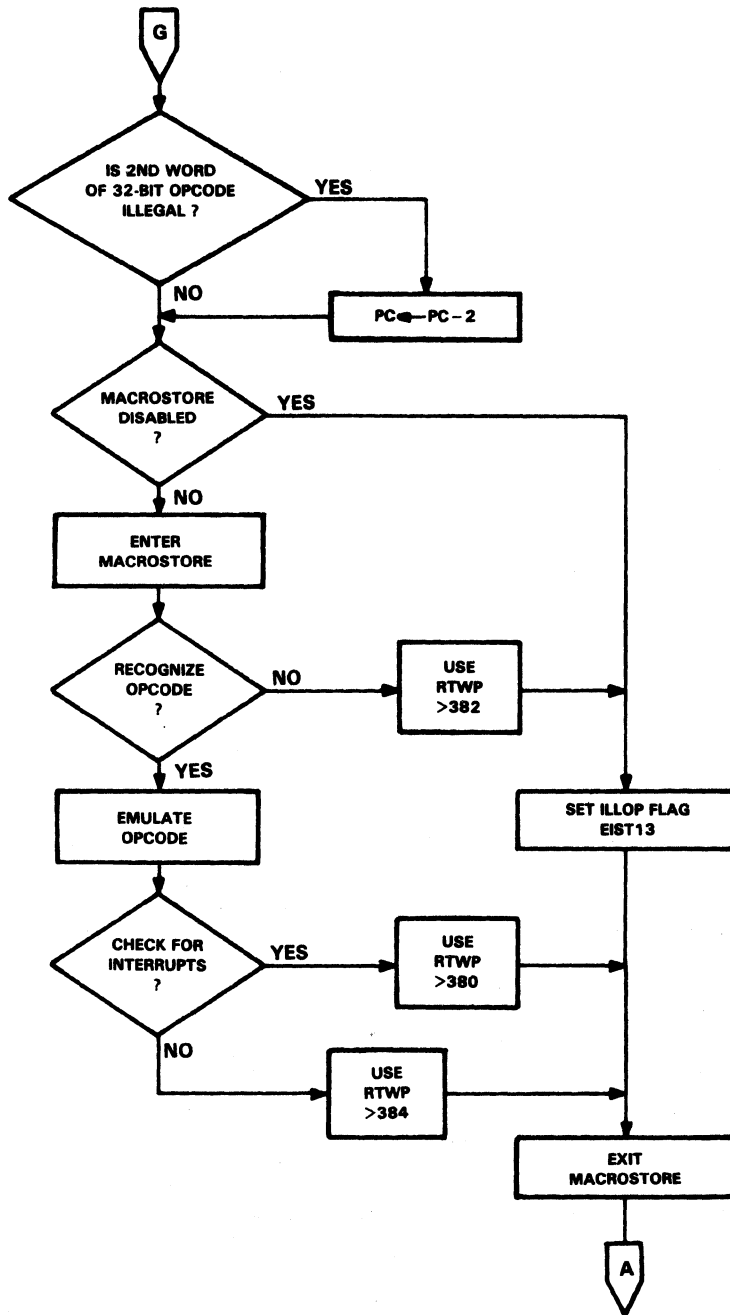 G
IS 2ND WORD
OF 32-BIT OPCODE
ILLEGAL ?
YES
NO
PC◄—PC – 2
MACROSTORE
DISABLED
?
YES
NO
ENTER
MACROSTORE
RECOGNIZE
OPCODE
?
NO
USE
RTWP
>382
YES
EMULATE
OPCODE
SET ILLOP FLAG
EIST13
CHECK FOR
INTERRUPTS
?
YES
USE
RTWP
>380
NO
USE
RTWP
>384
EXIT
MACROSTORE
A